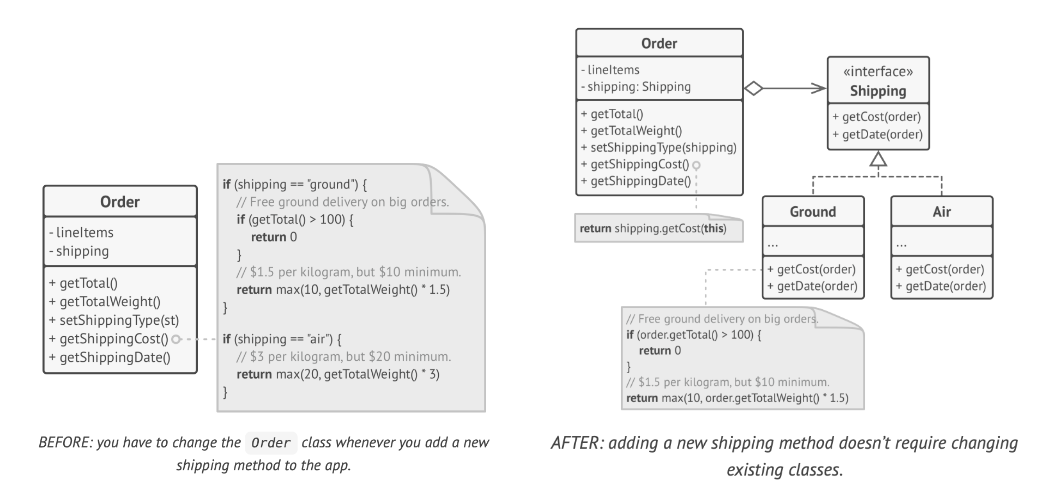 Order
- lineItems
- shipping
+ getTotal()
+ getTotalWeight()
+ setShippingType(st)
+ getShippingCost()
+ getShippingDate()
if (shipping == "ground") {
// Free ground delivery on big orders.
if (getTotal() > 100) {
return 0
}
// $1.5 per kilogram, but $10 minimum.
return max(10, getTotalWeight() * 1.5)
}
if (shipping == "air") {
// $3 per kilogram, but $20 minimum.
return max(20, getTotalWeight() * 3)
}
BEFORE: you have to change the Order class whenever you add a new
shipping method to the app.
Order
- lineItems
- shipping: Shipping
+ getTotal()
+ getTotalWeight()
+ setShippingType(shipping)
+ getShippingCost()
+ getShippingDate()
return shipping.getCost(this)
«interface»
Shipping
+ getCost(order)
+ getDate(order)
Ground
...
+ getCost(order)
+ getDate(order)
Air
...
+ getCost(order)
+ getDate(order)
// Free ground delivery on big orders.
if (order.getTotal() > 100) {
return 0
}
// $1.5 per kilogram, but $10 minimum.
return max(10, order.getTotalWeight() * 1.5)
AFTER: adding a new shipping method doesn’t require changing
existing classes.